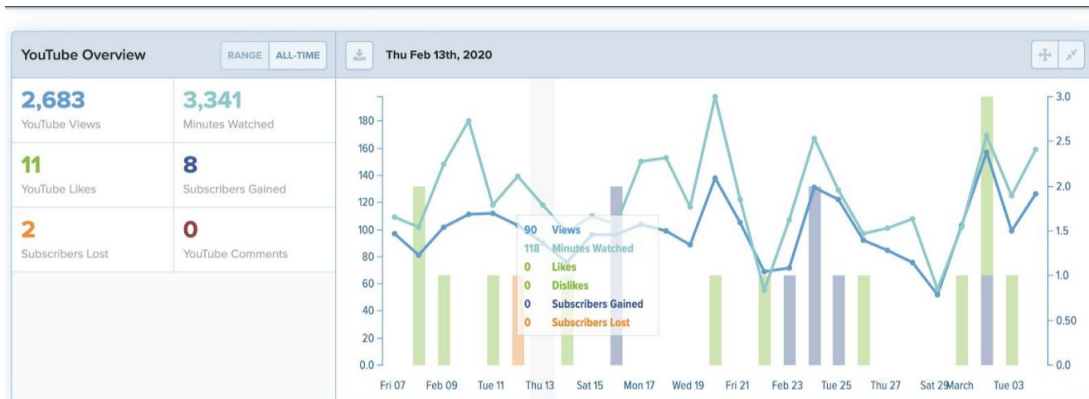 YouTube Overview
RANGE
ALL-TIME
Thu Feb 13th, 2020
2,683
YouTube Views
3,341
Minutes Watched
11
YouTube Likes
8
Subscribers Gained
2
Subscribers Lost
0
YouTube Comments
180
160
140
120
100
80
60
40
20
0.0
3.0
2.5
2.0
1.5
1.0
0.50
0.0
90 Views
118 Minutes Watched
0 Likes
0 Dislikes
0 Subscribers Gained
0 Subscribers Lost
Fri 07 Feb 09 Tue 11 Thu 13 Sat 15 Mon 17 Wed 19 Fri 21 Feb 23 Tue 25 Thu 27 Sat 29 March Tue 03